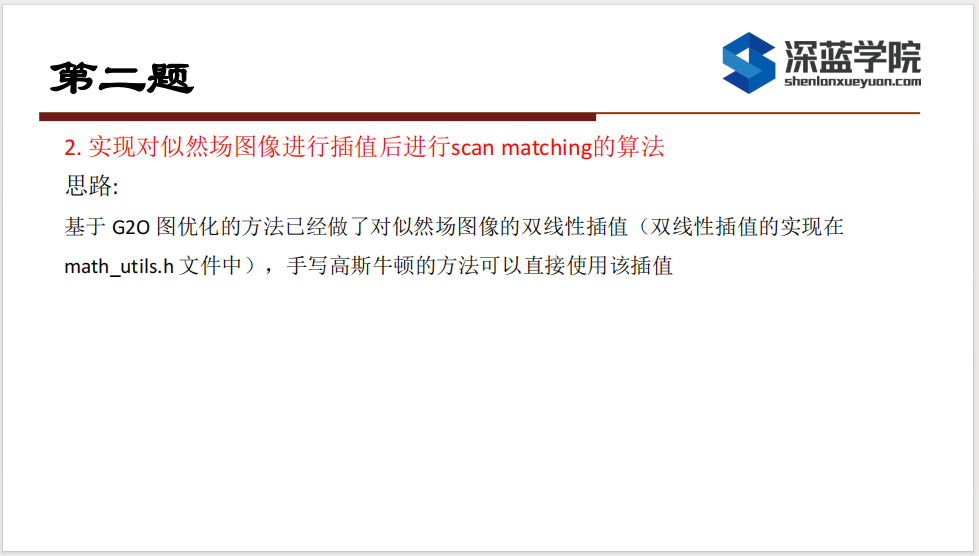 第二题
深蓝学院
shenlanxueyuan.com
2. 实现对似然场图像进行插值后进行scan matching的算法
思路:
基于 G2O 图优化的方法已经做了对似然场图像的双线性插值（双线性插值的实现在
math_utils.h 文件中），手写高斯牛顿的方法可以直接使用该插值